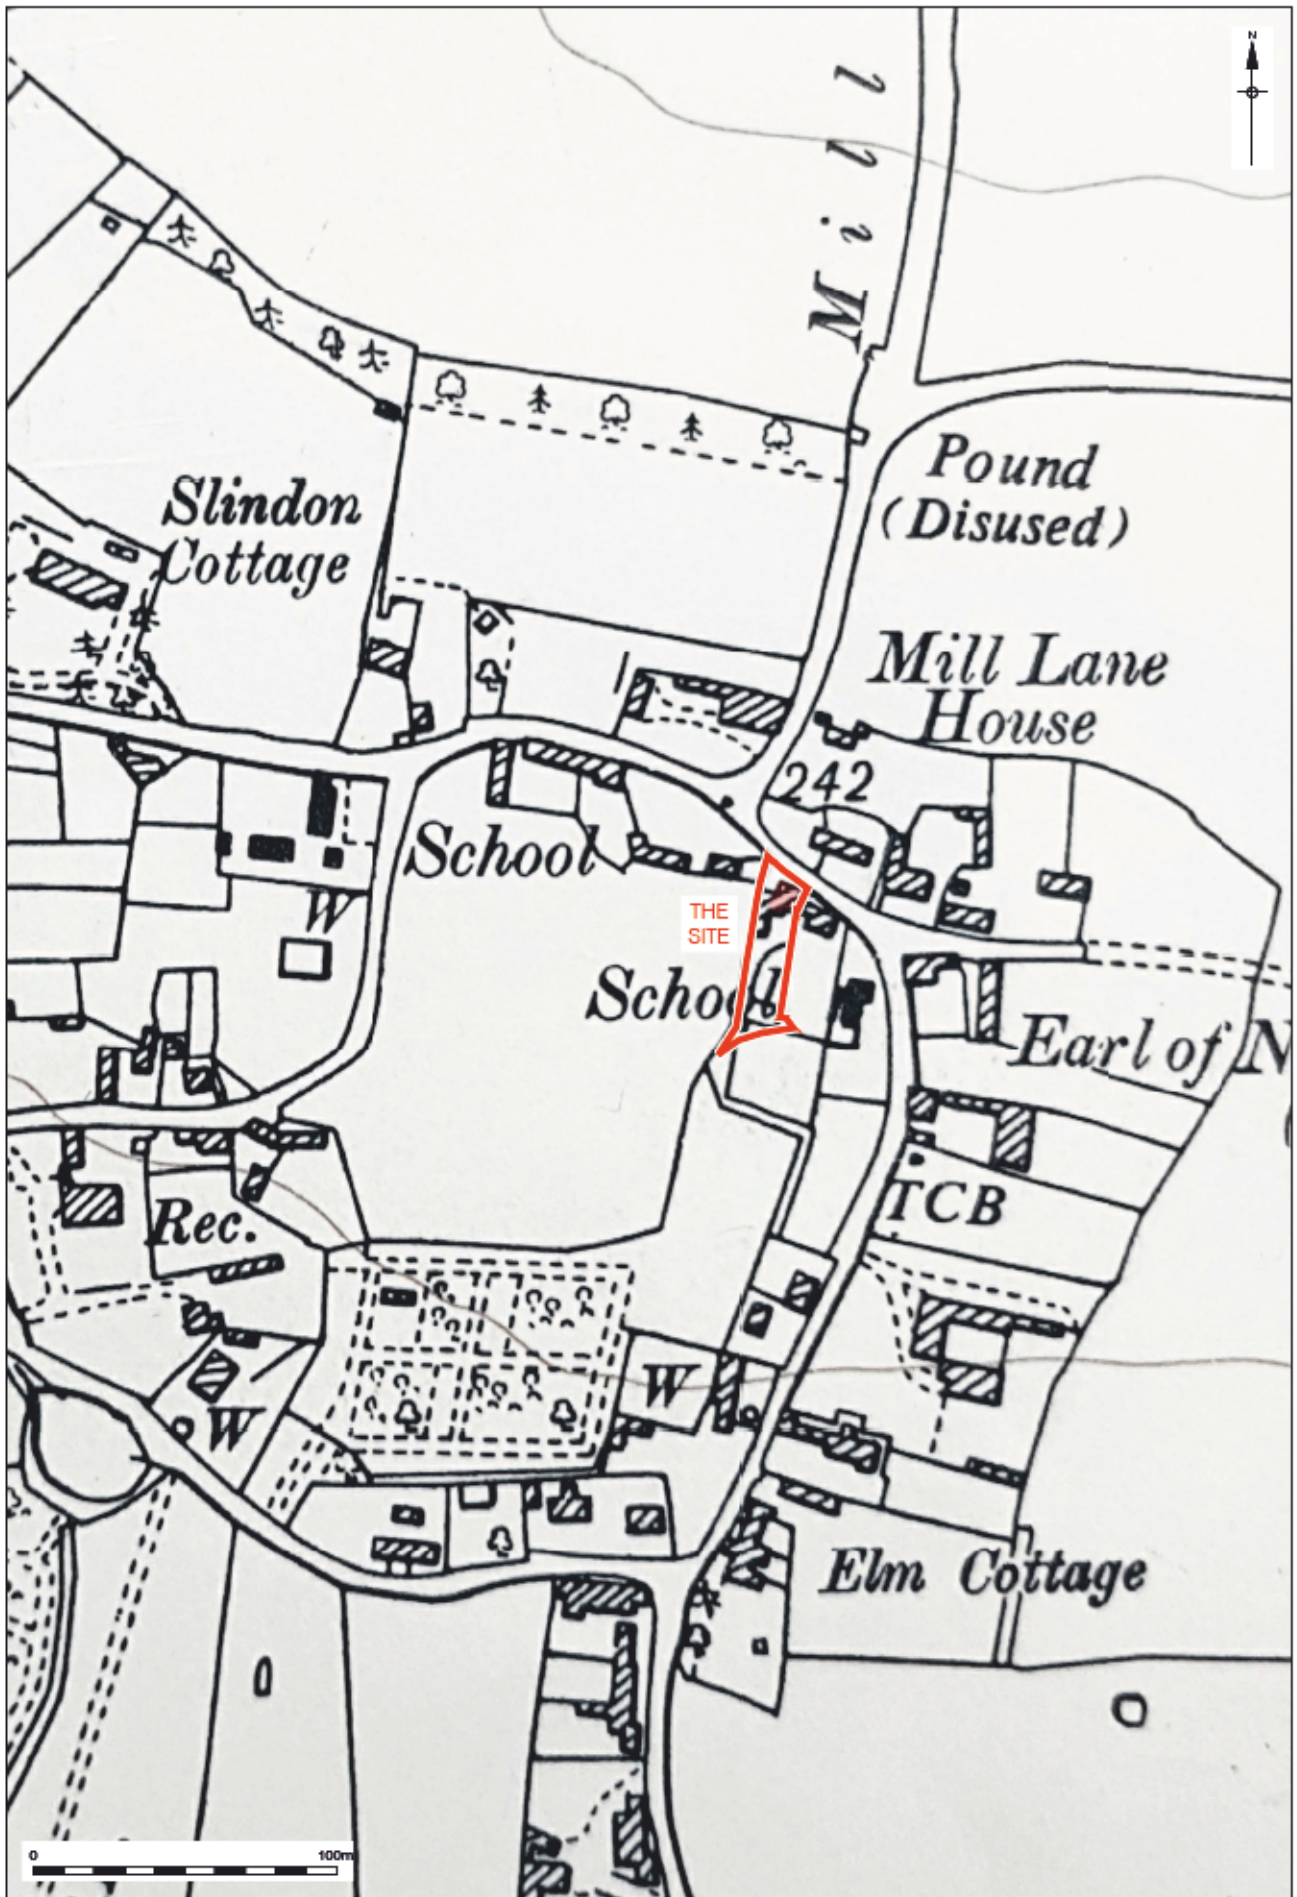 N
Mill
Pound
(Disused)
Slindon
Cottage
Mill Lane
House
242
School
W
THE
SITE
School
Earl of N
TCB
Rec.
W
W
Elm Cottage
0
100m